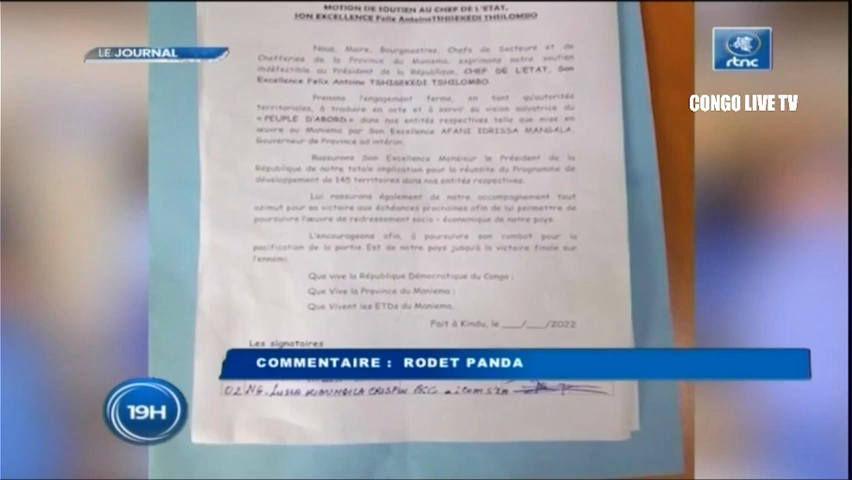 MOTION DE SOUTIEN AU CHEF DE L'ETAT,
SON EXCELLENCE Felix Antoine TSHISEKEDI TSHILOMBO
LE JOURNAL
rtnc
CONGO LIVE TV
Nous, Maire, Bourgmestres, Chefs de Secteurs et de
Chefferies de la Province du Maniema, exprimons notre soutien
indéfectible au Président de la République, CHEF DE L'ETAT, Son
Excellence Felix Antoine TSHISEKEDI TSHILOMBO.
Prenons l'engagement ferme, en tant qu'autorité
territoriales, à traduire en acte et à servir au vision salvatrice du
« PEUPLE D'ABORD » dans nos entités respectives telle que mise en
œuvre au Maniema par Son Excellence AFANI IDRISSA MANGALA,
Gouverneur de Province ad intérim.
Rassurons Son Excellence Monsieur le Président de la
République de notre totale implication pour la réussite du Programme de
développement de 145 territoires dans nos entités respectives.
Lui rassurons également de notre accompagnement tout
azimut pour sa victoire aux échéances prochaines afin de lui permettre de
poursuivre l'œuvre de redressement socio - économique de notre pays.
L'encourageons afin, à poursuivre son combat pour la
pacification de la partie Est de notre pays jusqu'à la victoire finale sur
l'ennemi.
Que vive la République Démocratique du Congo ;
Que Vive la Province du Maniema ;
Que Vivent les ETDs du Maniema.
Fait à Kindu, le ___/___/2022
Les signataires
COMMENTAIRE : RODET PANDA
02 CRISPIN
19H